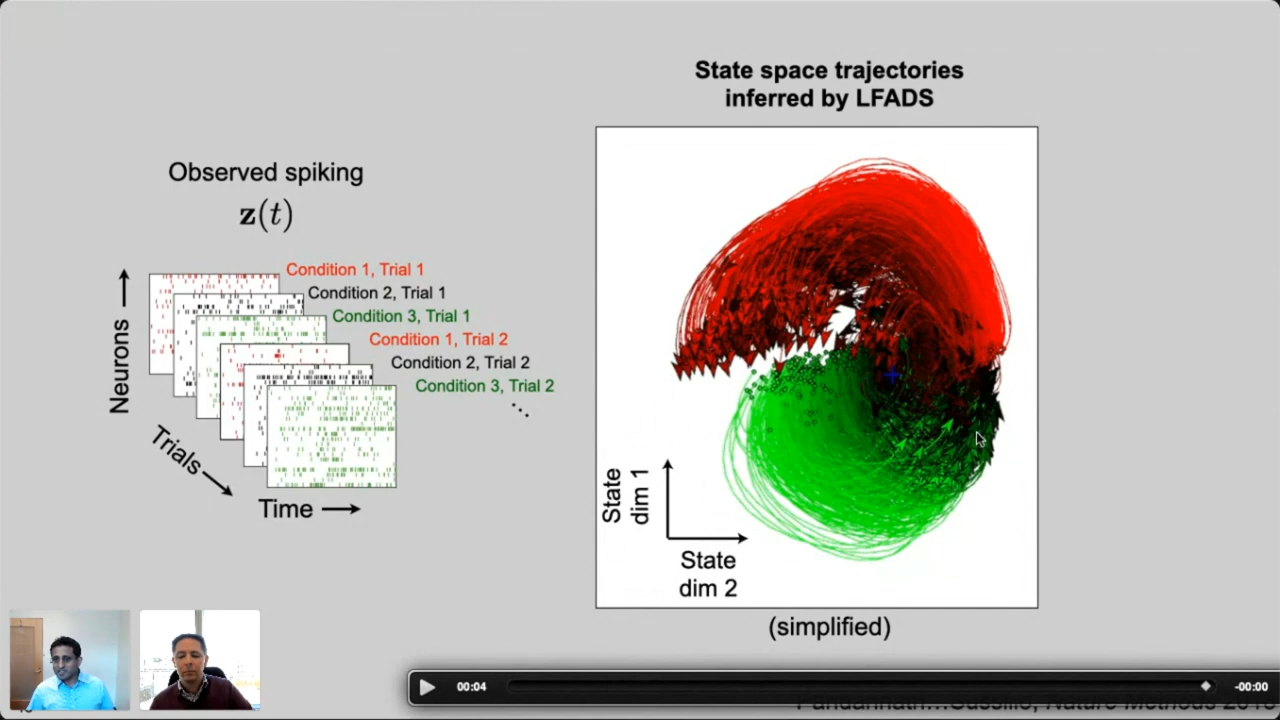 State space trajectories
inferred by LFADS
Observed spiking
z(t)
Condition 1, Trial 1
Condition 2, Trial 1
Condition 3, Trial 1
Condition 1, Trial 2
Condition 2, Trial 2
Condition 3, Trial 2
Neurons
Trials
Time
State
dim 1
State
dim 2
(simplified)
00:04
-00:00